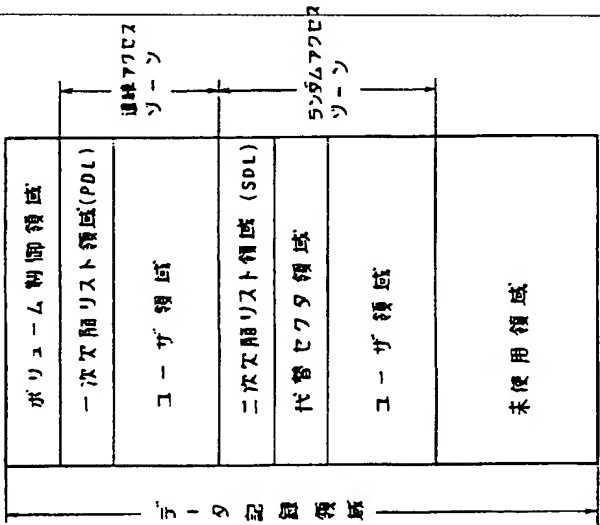 データ記録領域
ボリューム制御領域
一次欠陥リスト領域(PDL)
ユーザ領域
二次欠陥リスト領域 (SDL)
代替セクタ領域
ユーザ領域
未使用領域
連続アクセス
ゾーン
ランダムアクセス
ゾーン